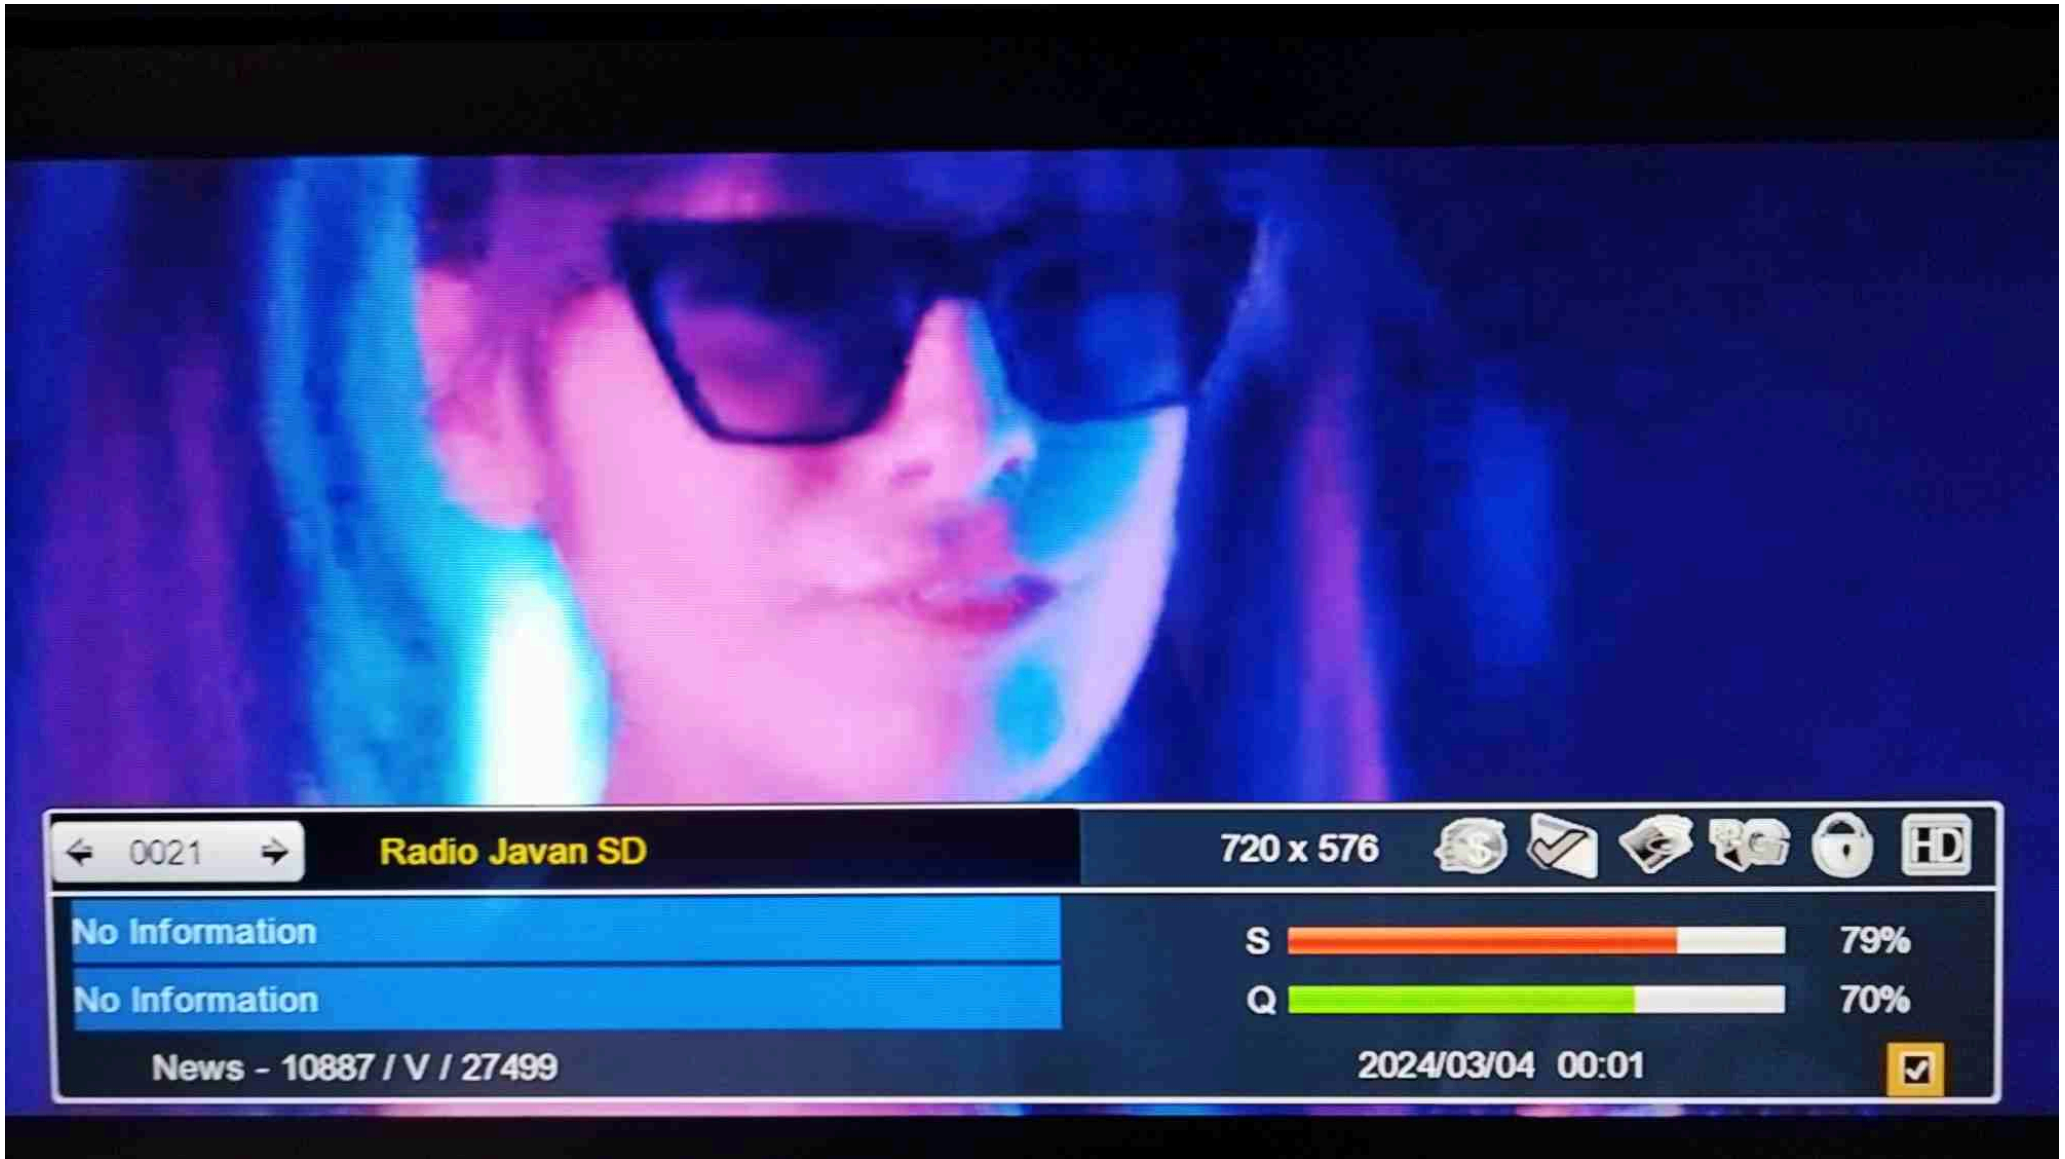 0021
Radio Javan SD
720 x 576
HD
No Information
S 79%
No Information
Q 70%
News - 10887 / V / 27499
2024/03/04 00:01